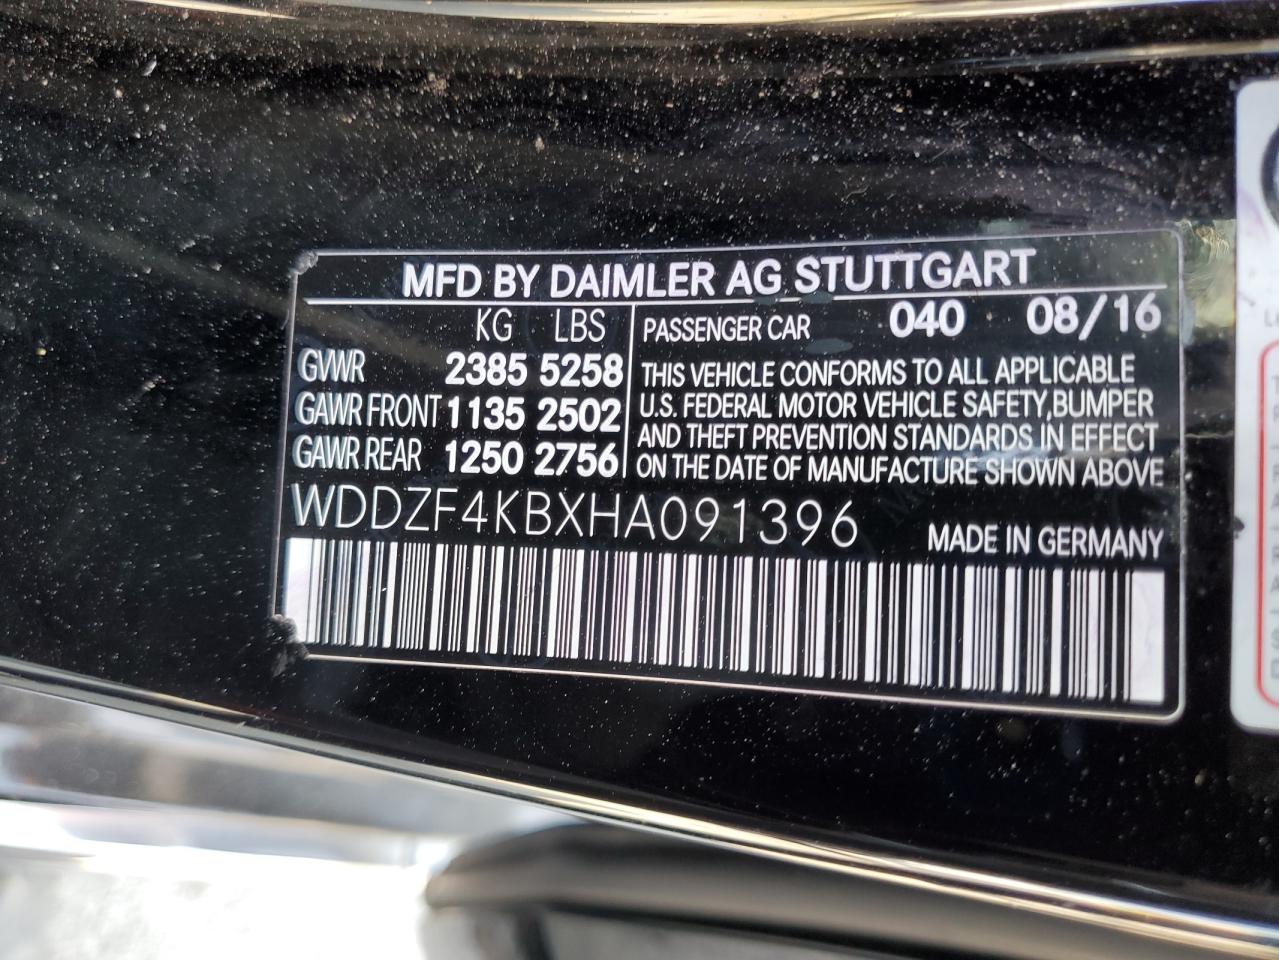 MFD BY DAIMLER AG STUTTGART
KG LBS
GVWR 2385 5258
GAWR FRONT 1135 2502
GAWR REAR 1250 2756
PASSENGER CAR 040 08/16
THIS VEHICLE CONFORMS TO ALL APPLICABLE
U.S. FEDERAL MOTOR VEHICLE SAFETY,BUMPER
AND THEFT PREVENTION STANDARDS IN EFFECT
ON THE DATE OF MANUFACTURE SHOWN ABOVE
WDDZF4KBXHA091396
MADE IN GERMANY